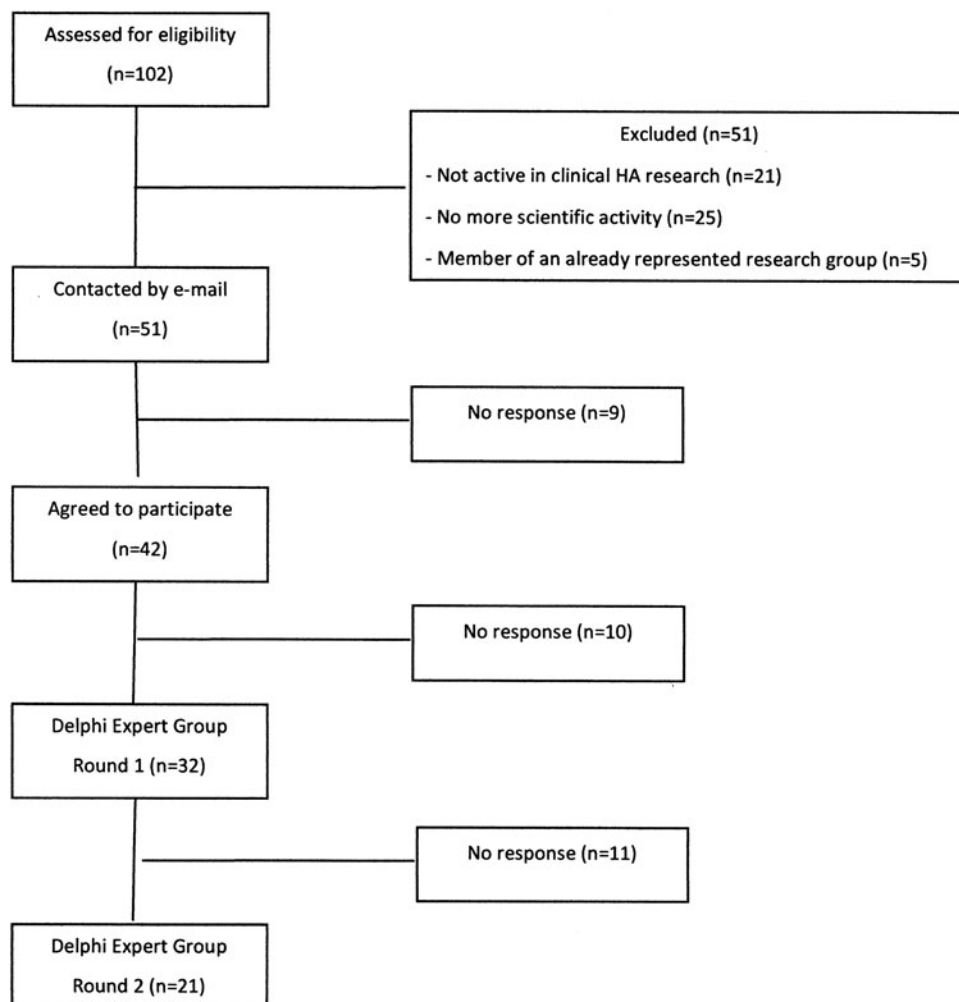 Assessed for eligibility
(n=102)
Excluded (n=51)
- Not active in clinical HA research (n=21)
- No more scientific activity (n=25)
- Member of an already represented research group (n=5)
Contacted by e-mail
(n=51)
No response (n=9)
Agreed to participate
(n=42)
No response (n=10)
Delphi Expert Group
Round 1 (n=32)
No response (n=11)
Delphi Expert Group
Round 2 (n=21)